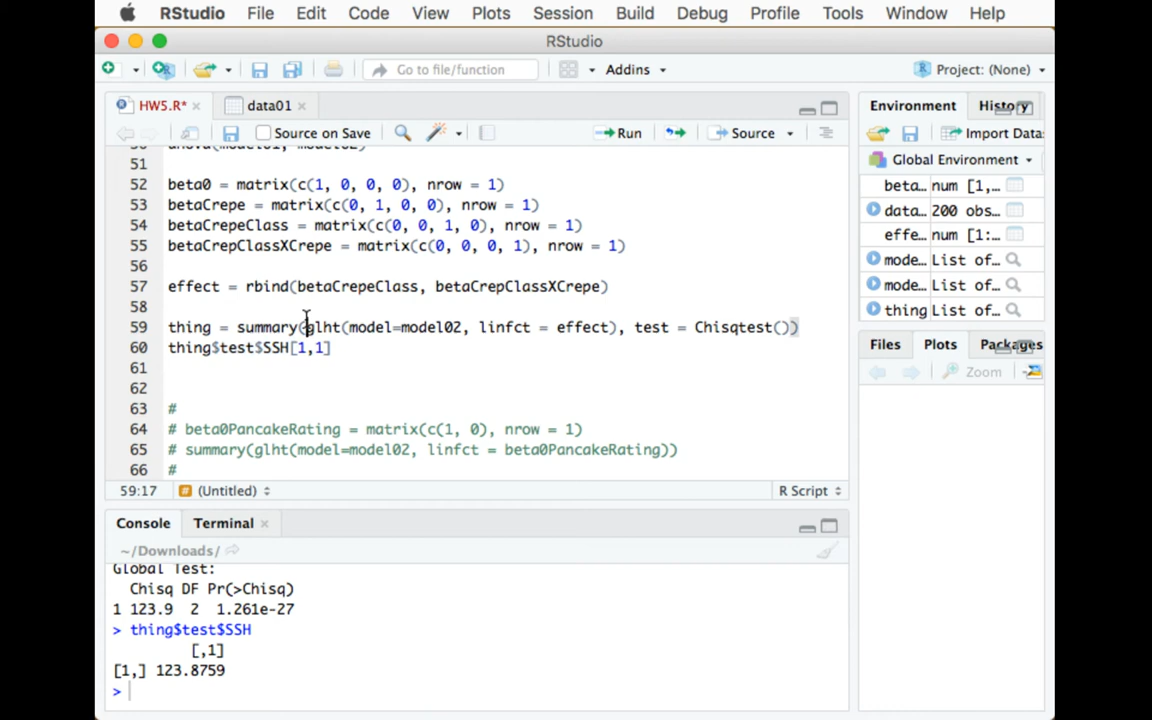 RStudio File Edit Code View Plots Session Build Debug Profile Tools Window Help
RStudio
Go to file/function Addins Project: (None)
HW5.R* data01
Source on Save Run Source
51
52 beta0 = matrix(c(1, 0, 0, 0), nrow = 1)
53 betaCrepe = matrix(c(0, 1, 0, 0), nrow = 1)
54 betaCrepeClass = matrix(c(0, 0, 1, 0), nrow = 1)
55 betaCrepClassXCrepe = matrix(c(0, 0, 0, 1), nrow = 1)
56
57 effect = rbind(betaCrepeClass, betaCrepClassXCrepe)
58
59 thing = summary(glht(model=model02, linfct = effect), test = Chisqtest())
60 thing$test$SSH[1,1]
61
62
63 #
64 # beta0PancakeRating = matrix(c(1, 0), nrow = 1)
65 # summary(glht(model=model02, linfct = beta0PancakeRating))
66 #
59:17 (Untitled) R Script
Console Terminal
~/Downloads/
Global Test:
Chisq DF Pr(>Chisq)
1 123.9 2 1.261e-27
> thing$test$SSH
[,1]
[1,] 123.8759
>
Environment History
Import Data
Global Environment
beta… num [1,…
data… 200 obs…
effe… num [1:…
mode… List of…
mode… List of…
thing List of…
Files Plots Packages
Zoom